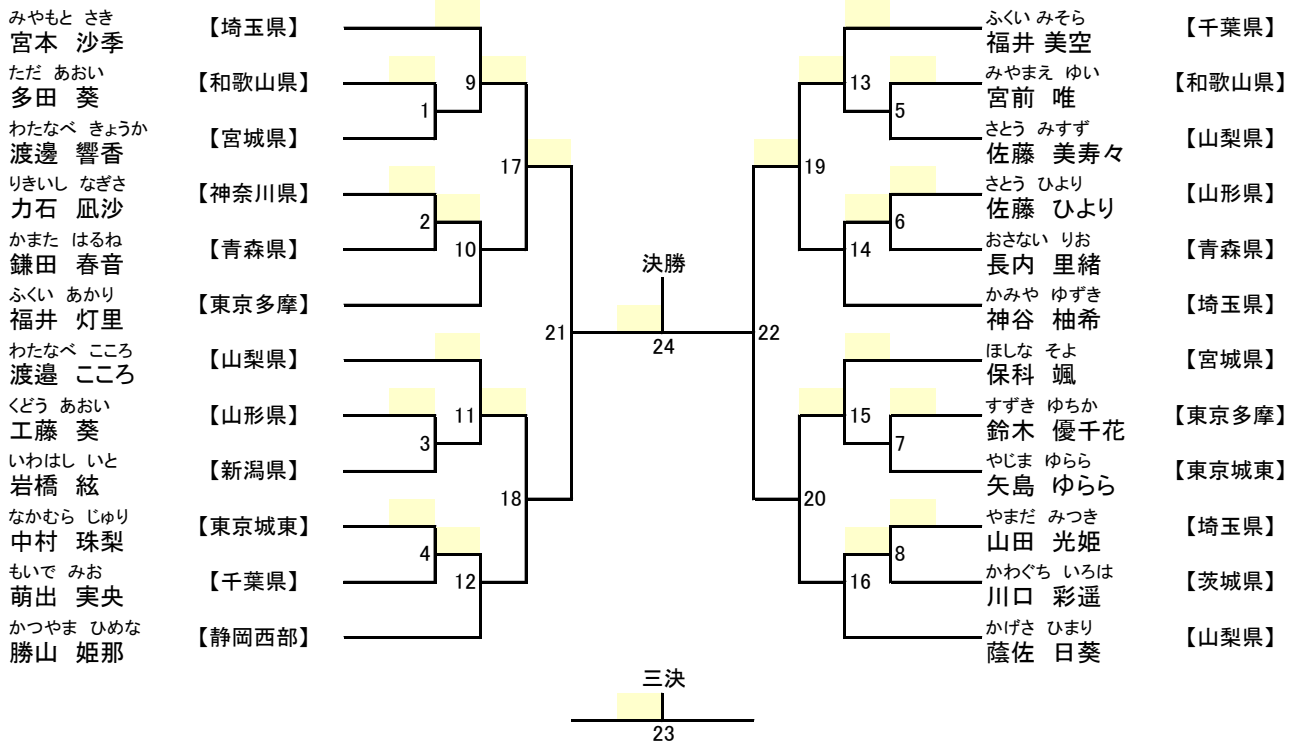 みやもと さき
宮本 沙季 【埼玉県】
ただ あおい
多田 葵 【和歌山県】
わたなべ きょうか
渡邊 響香 【宮城県】
りきいし なぎさ
力石 凪沙 【神奈川県】
かまた はるね
鎌田 春音 【青森県】
ふくい あかり
福井 灯里 【東京多摩】
わたなべ こころ
渡邉 こころ 【山梨県】
くどう あおい
工藤 葵 【山形県】
いわはし いと
岩橋 絃 【新潟県】
なかむら じゅり
中村 珠梨 【東京城東】
もいで みお
萌出 実央 【千葉県】
かつやま ひめな
勝山 姫那 【静岡西部】
1
2
3
4
9
10
11
12
17
18
21
決勝
24
三決
23
22
19
20
13
14
15
16
5
6
7
8
ふくい みそら
福井 美空 【千葉県】
みやまえ ゆい
宮前 唯 【和歌山県】
さとう みすず
佐藤 美寿々 【山梨県】
さとう ひより
佐藤 ひより 【山形県】
おさない りお
長内 里緒 【青森県】
かみや ゆずき
神谷 柚希 【埼玉県】
ほしな そよ
保科 颯 【宮城県】
すずき ゆちか
鈴木 優千花 【東京多摩】
やじま ゆらら
矢島 ゆらら 【東京城東】
やまだ みつき
山田 光姫 【埼玉県】
かわぐち いろは
川口 彩遥 【茨城県】
かげさ ひまり
蔭佐 日葵 【山梨県】